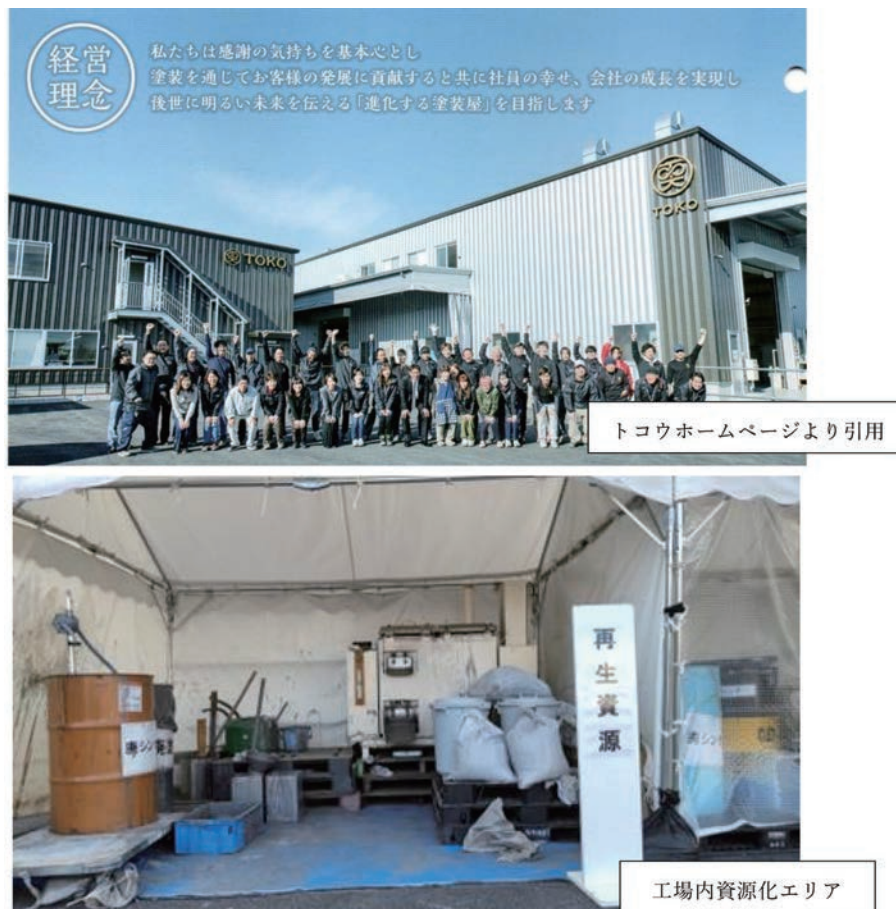 経営
理念
私たちは感謝の気持ちを基本心とし
塗装を通じてお客様の発展に貢献すると共に社員の幸せ、会社の成長を実現し
後世に明るい未来を伝える「進化する塗装屋」を目指します
TOKO
TOKO
トコウホームページより引用
再生資源
廃シン
工場内資源化エリア